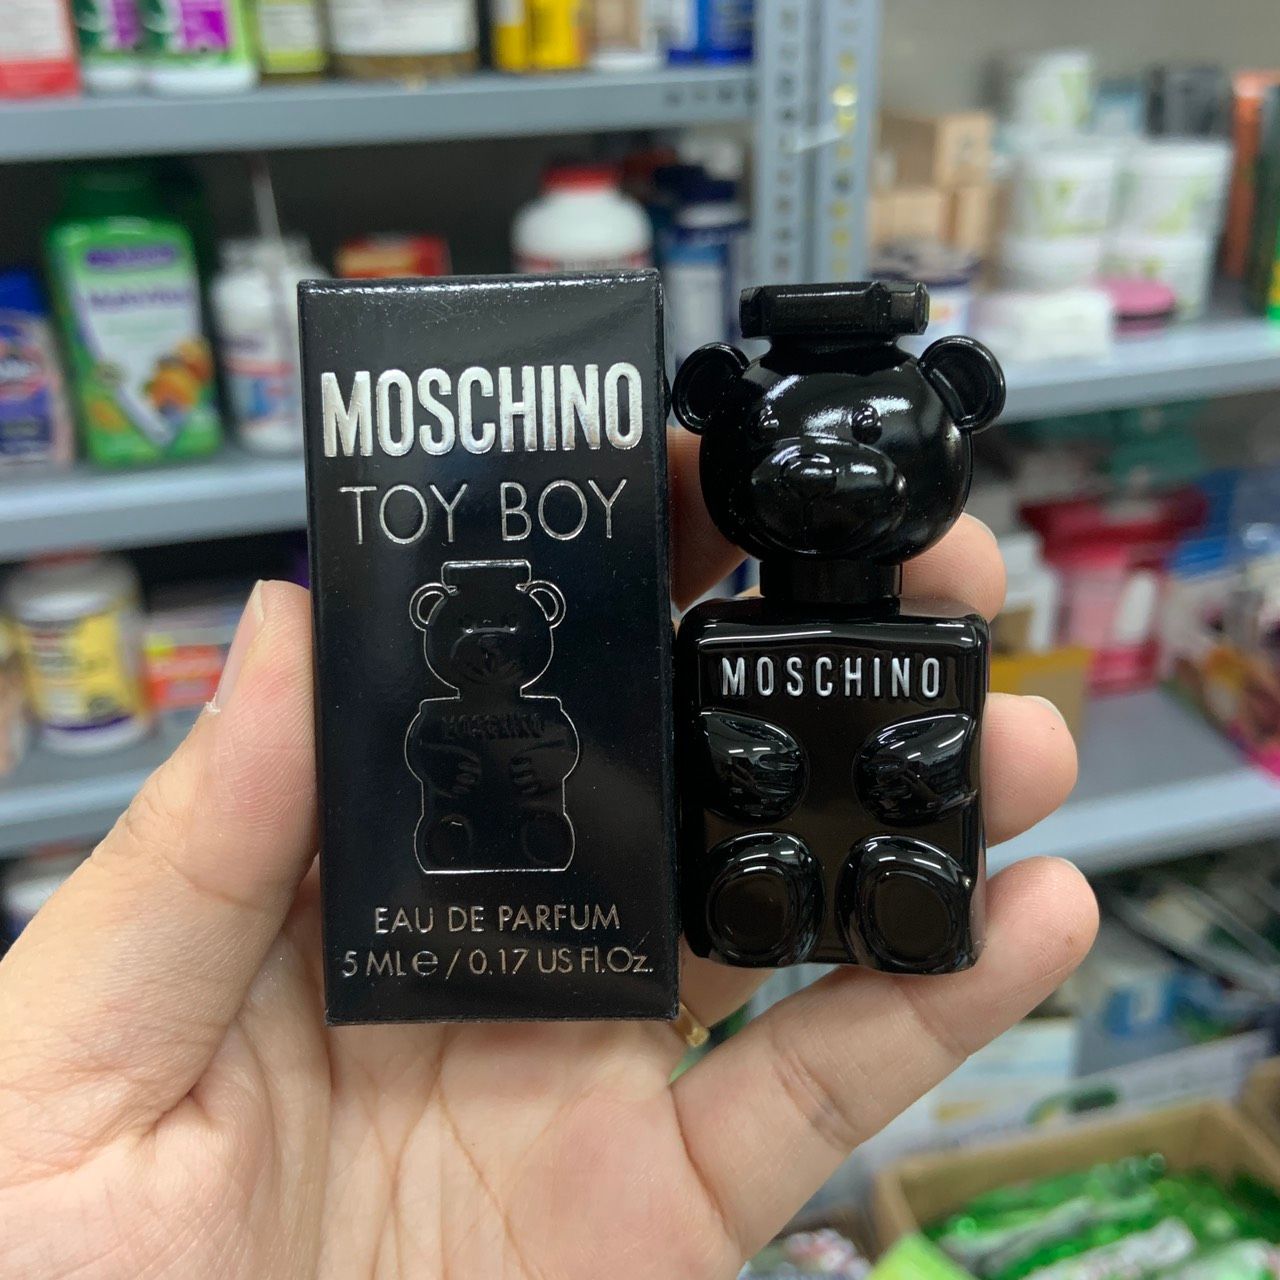 MOSCHINO
TOY BOY
MOSCHINO
EAU DE PARFUM
5 ML e / 0.17 US Fl.Oz.
MOSCHINO